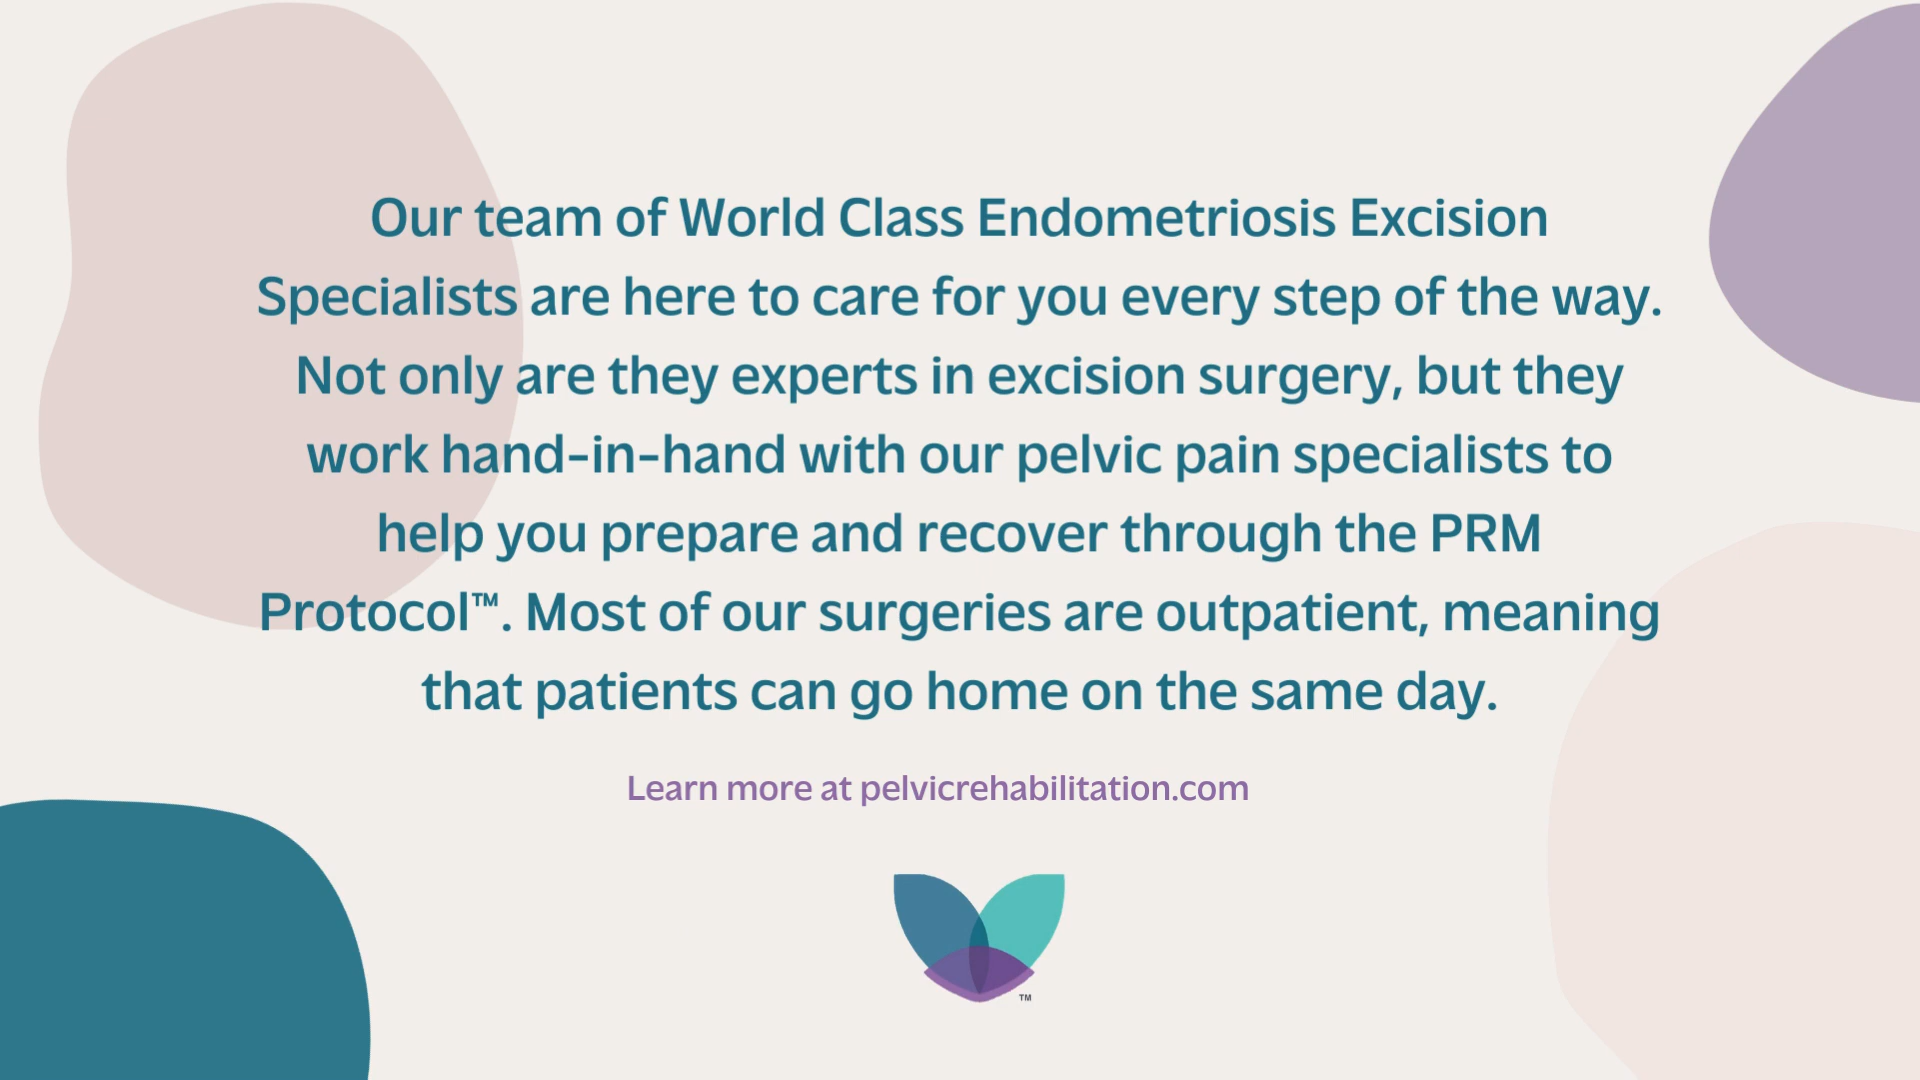 Our team of World Class Endometriosis Excision
Specialists are here to care for you every step of the way.
Not only are they experts in excision surgery, but they
work hand-in-hand with our pelvic pain specialists to
help you prepare and recover through the PRM
Protocol™. Most of our surgeries are outpatient, meaning
that patients can go home on the same day.
Learn more at pelvicrehabilitation.com
TM